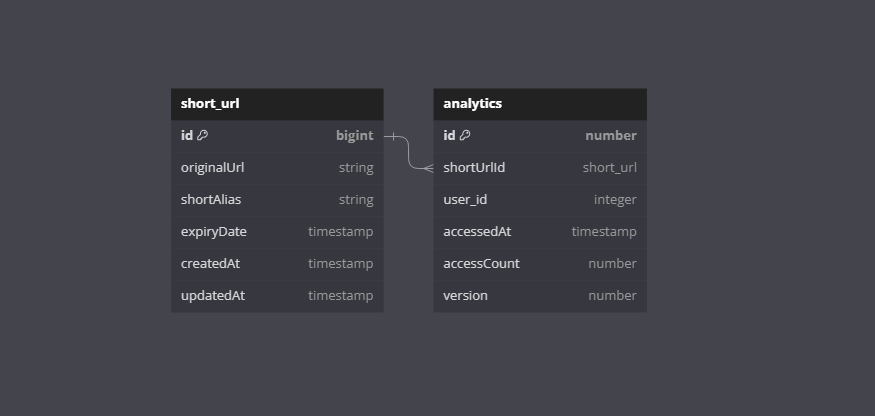 short_url
id bigint
originalUrl string
shortAlias string
expiryDate timestamp
createdAt timestamp
updatedAt timestamp
analytics
id number
shortUrlId short_url
user_id integer
accessedAt timestamp
accessCount number
version number